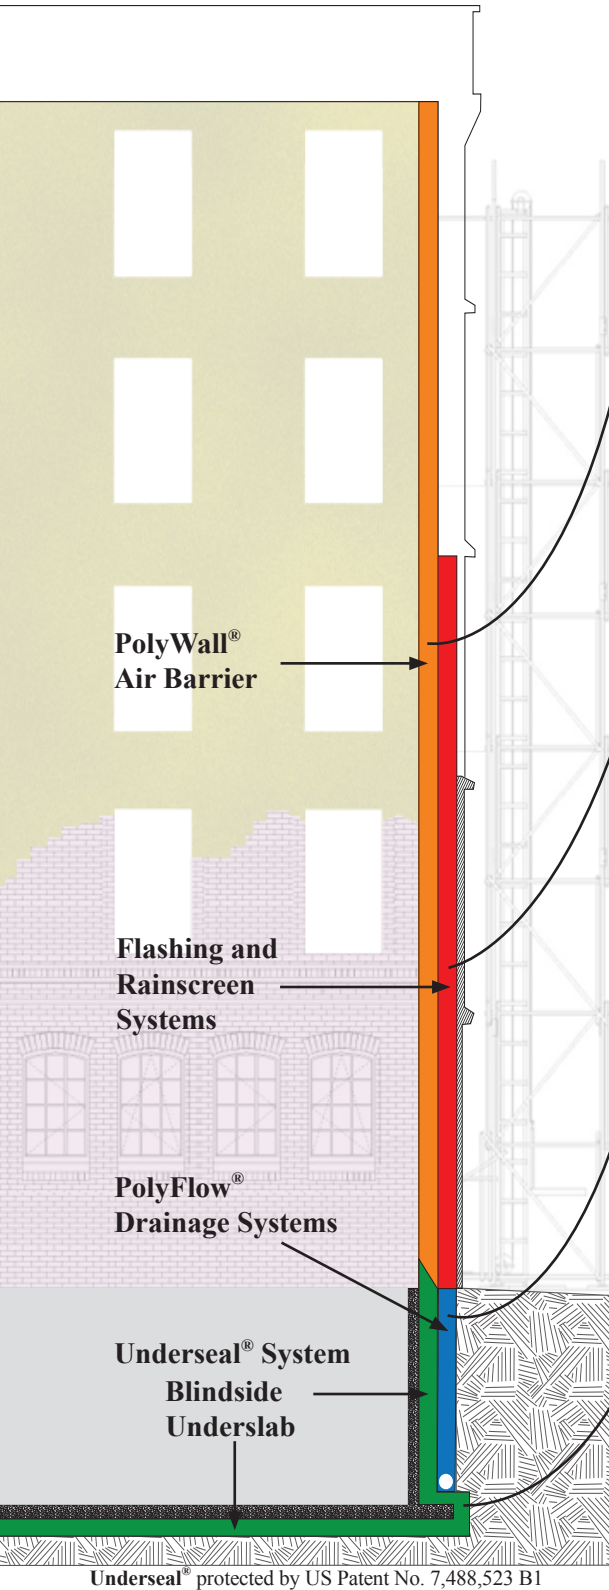 PolyWall®
Air Barrier
Flashing and
Rainscreen
Systems
PolyFlow®
Drainage Systems
Underseal® System
Blindside
Underslab
Underseal® protected by US Patent No. 7,488,523 B1